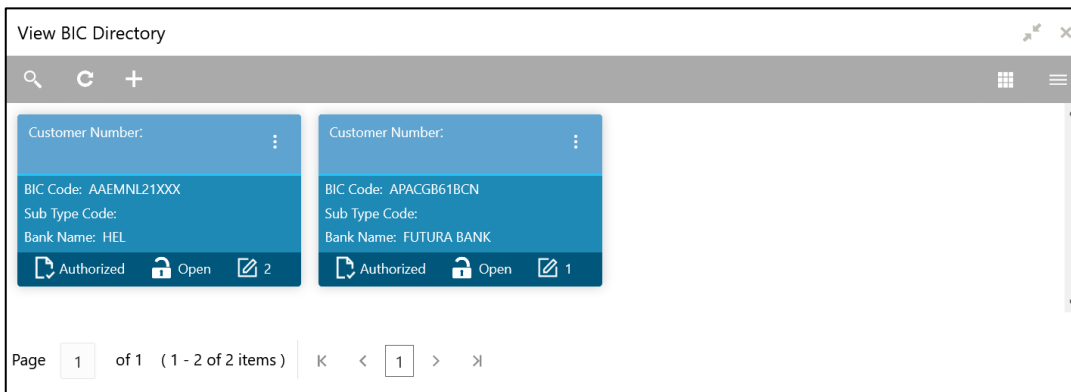 View BIC Directory
Customer Number:
BIC Code: AAEMNL21XXX
Sub Type Code:
Bank Name: HEL
Authorized Open 2
Customer Number:
BIC Code: APACGB61BCN
Sub Type Code:
Bank Name: FUTURA BANK
Authorized Open 1
Page 1 of 1 ( 1 - 2 of 2 items ) 1